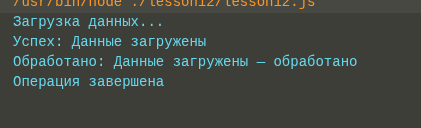 /usr/bin/node ./lesson12/lesson12.js
Загрузка данных...
Успех: Данные загружены
Обработано: Данные загружены — обработано
Операция завершена